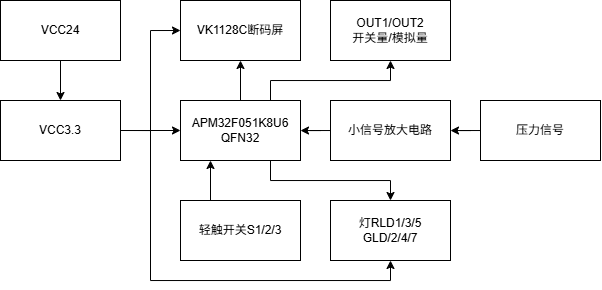 VCC24
VK1128C断码屏
OUT1/OUT2
开关量/模拟量
VCC3.3
APM32F051K8U6
QFN32
小信号放大电路
压力信号
轻触开关S1/2/3
灯RLD1/3/5
GLD/2/4/7